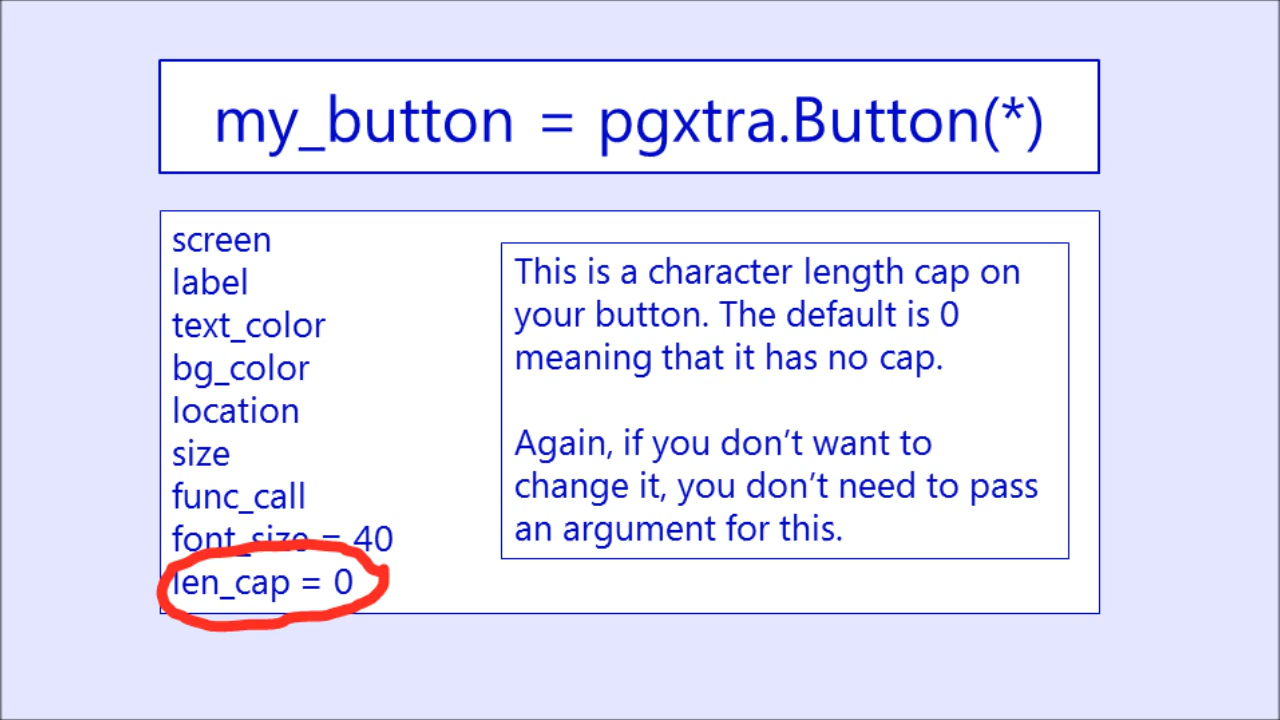 my_button = pgxtra.Button(*)
screen
label
text_color
bg_color
location
size
func_call
font_size = 40
len_cap = 0
This is a character length cap on
your button. The default is 0
meaning that it has no cap.
Again, if you don’t want to
change it, you don’t need to pass
an argument for this.